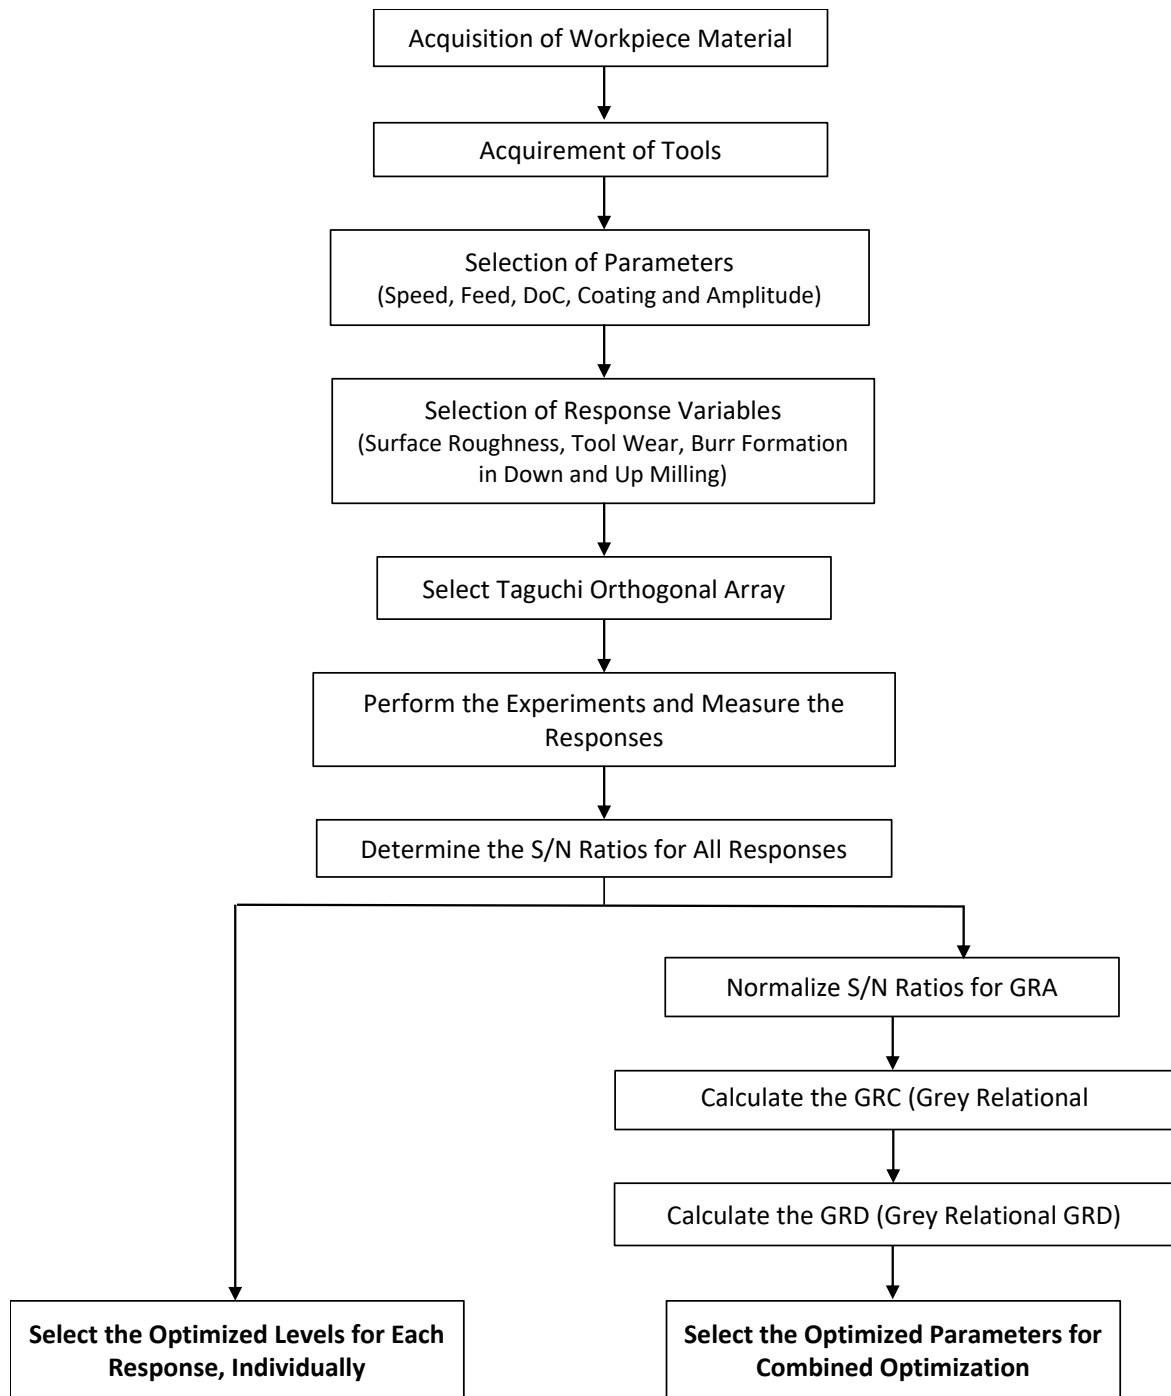 Acquisition of Workpiece Material
Acquirement of Tools
Selection of Parameters
(Speed, Feed, DoC, Coating and Amplitude)
Selection of Response Variables
(Surface Roughness, Tool Wear, Burr Formation
in Down and Up Milling)
Select Taguchi Orthogonal Array
Perform the Experiments and Measure the
Responses
Determine the S/N Ratios for All Responses
Normalize S/N Ratios for GRA
Calculate the GRC (Grey Relational
Calculate the GRD (Grey Relational GRD)
Select the Optimized Levels for Each
Response, Individually
Select the Optimized Parameters for
Combined Optimization